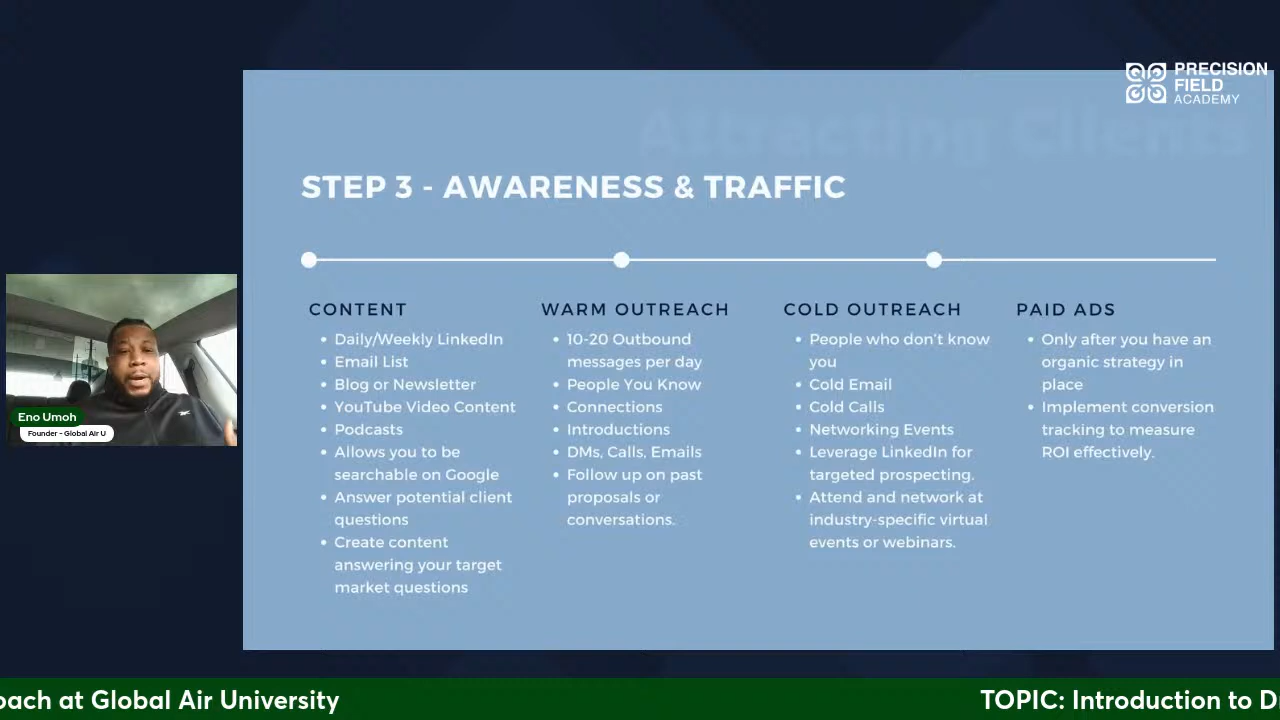 PRECISION
FIELD
ACADEMY
Attracting Clients
STEP 3 - AWARENESS & TRAFFIC
CONTENT
• Daily/Weekly LinkedIn
• Email List
• Blog or Newsletter
• YouTube Video Content
• Podcasts
• Allows you to be
searchable on Google
• Answer potential client
questions
• Create content
answering your target
market questions
WARM OUTREACH
• 10-20 Outbound
messages per day
• People You Know
• Connections
• Introductions
• DMs, Calls, Emails
• Follow up on past
proposals or
conversations.
COLD OUTREACH
• People who don't know
you
• Cold Email
• Cold Calls
• Networking Events
• Leverage LinkedIn for
targeted prospecting.
• Attend and network at
industry-specific virtual
events or webinars.
PAID ADS
• Only after you have an
organic strategy in
place
• Implement conversion
tracking to measure
ROI effectively.
Eno Umoh
Founder - Global Air U
oach at Global Air University
TOPIC: Introduction to D